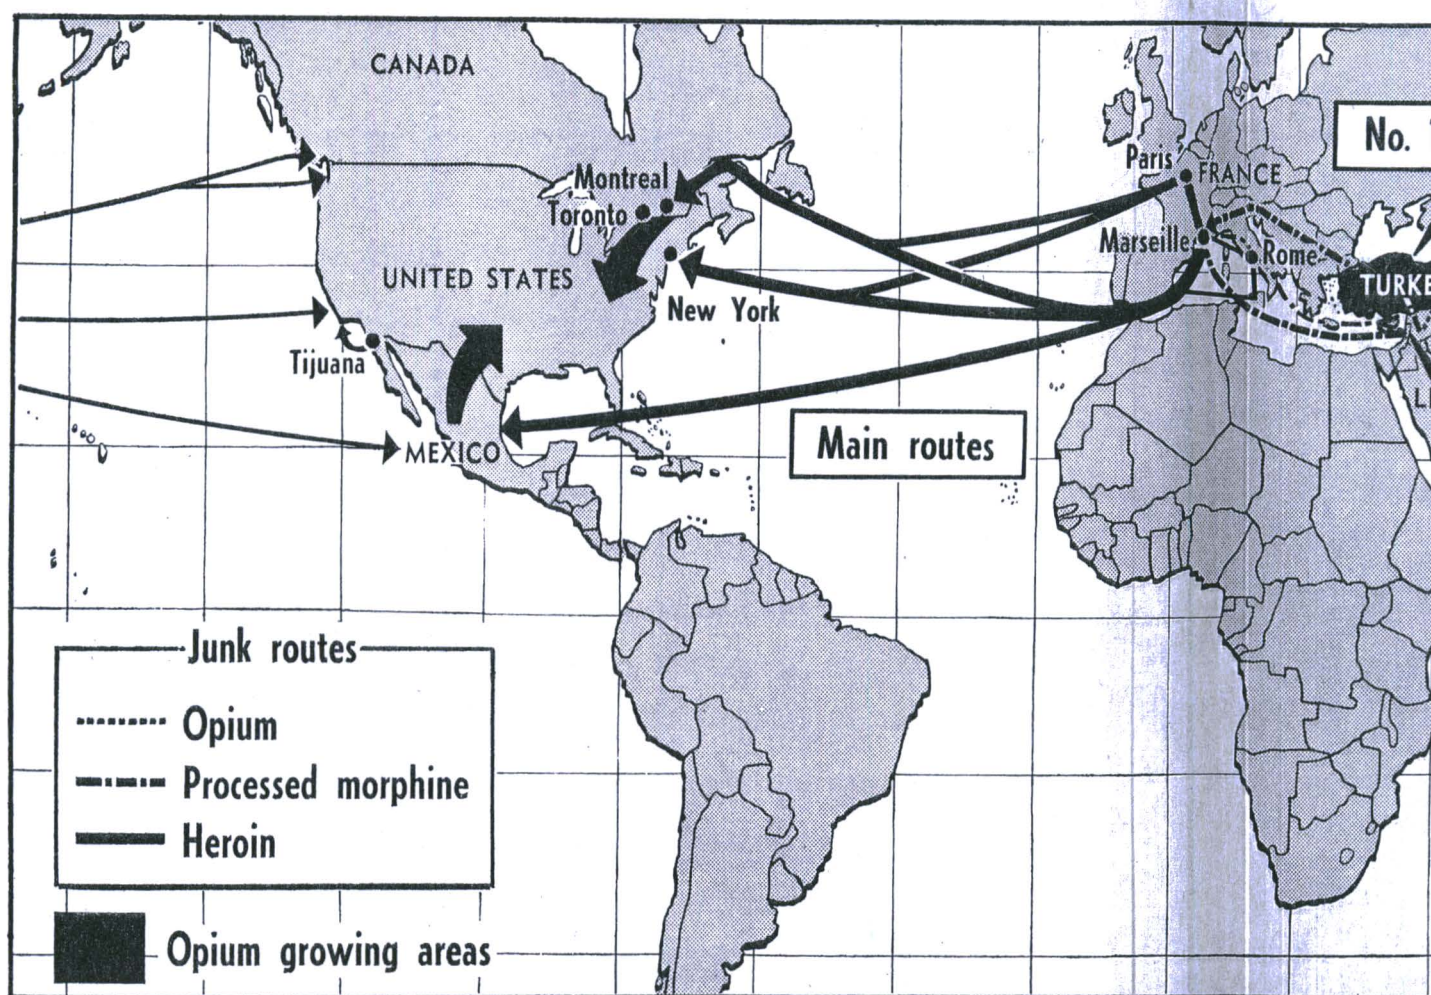 CANADA
No.
Paris
FRANCE
Montreal
Toronto
Marseille
Rome
UNITED STATES
TURKE
New York
Tijuana
LE
Main routes
MEXICO
Junk routes
Opium
Processed morphine
Heroin
Opium growing areas